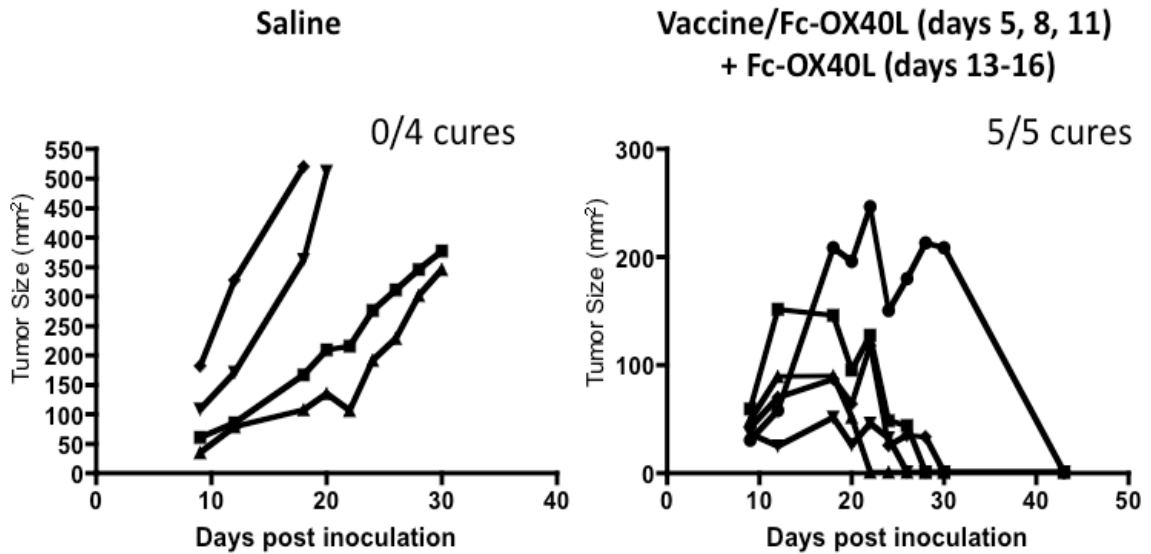 Saline
0/4 cures
Tumor Size (mm²)
550
500
450
400
350
300
250
200
150
100
50
0
0 10 20 30 40
Days post inoculation
Vaccine/Fc-OX40L (days 5, 8, 11)
+ Fc-OX40L (days 13-16)
5/5 cures
Tumor Size (mm²)
300
200
100
0
0 10 20 30 40 50
Days post inoculation